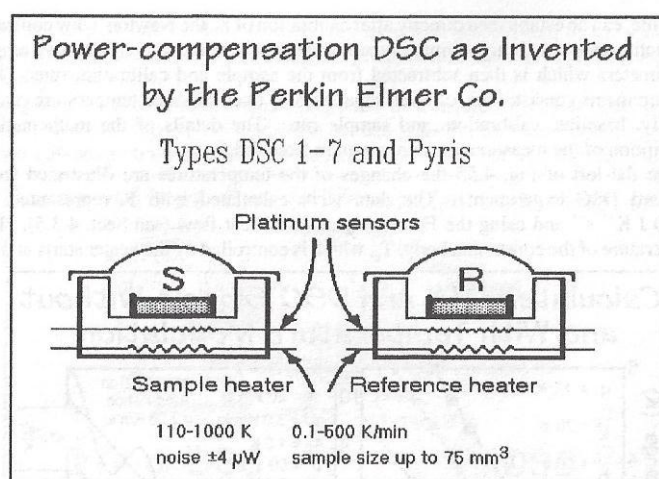 Power-compensation DSC as Invented
by the Perkin Elmer Co.
Types DSC 1-7 and Pyris
Platinum sensors
S
R
Sample heater
Reference heater
110-1000 K 0.1-500 K/min
noise ±4 µW sample size up to 75 mm³